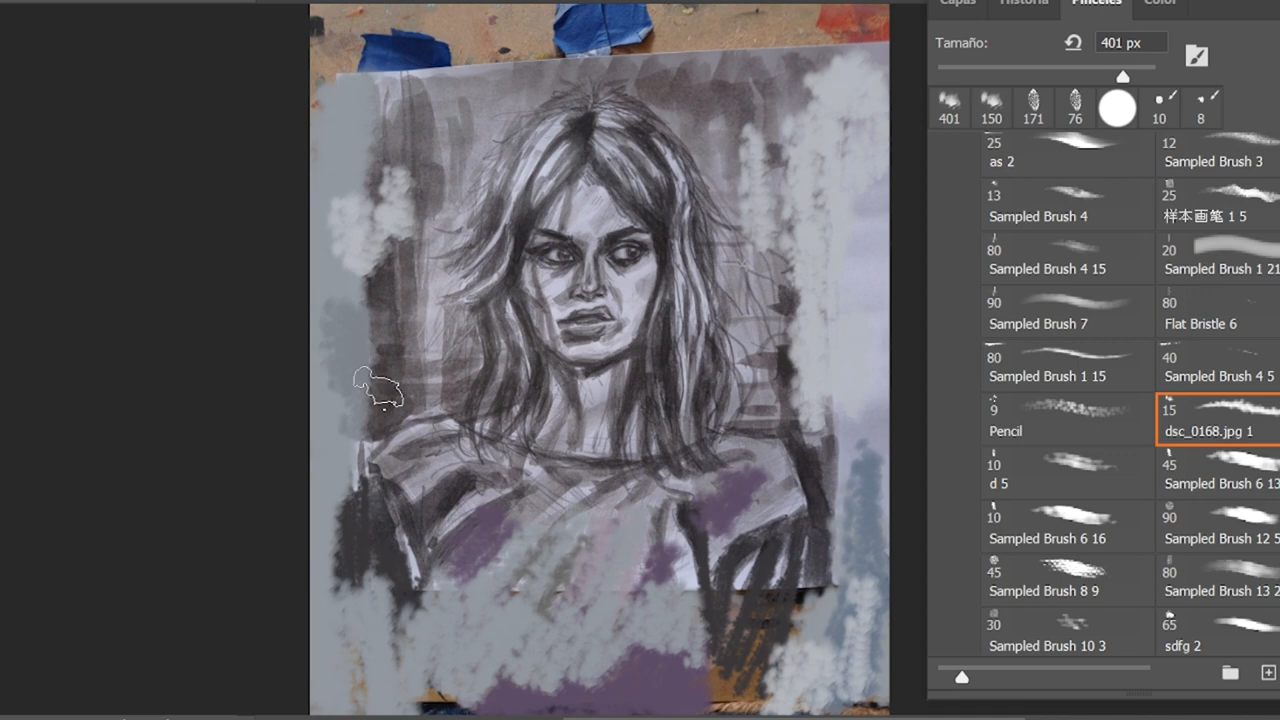 Capas Historia Pinceles Color
Tamaño: 401 px
401 150 171 76 10 8
25 12
as 2 Sampled Brush 3
13 25
Sampled Brush 4 样本画笔 1 5
80 20
Sampled Brush 4 15 Sampled Brush 1 21
90 80
Sampled Brush 7 Flat Bristle 6
80 40
Sampled Brush 1 15 Sampled Brush 4 5
9 15
Pencil dsc_0168.jpg 1
10 45
d 5 Sampled Brush 6 13
10 90
Sampled Brush 6 16 Sampled Brush 12 5
45 80
Sampled Brush 8 9 Sampled Brush 13 2
30 65
Sampled Brush 10 3 sdfg 2